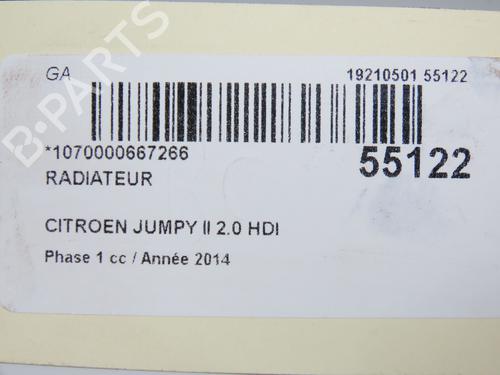 GA 19210501 55122
*1070000667266 55122
RADIATEUR
CITROEN JUMPY II 2.0 HDI
Phase 1 cc / Année 2014
B-PARTS